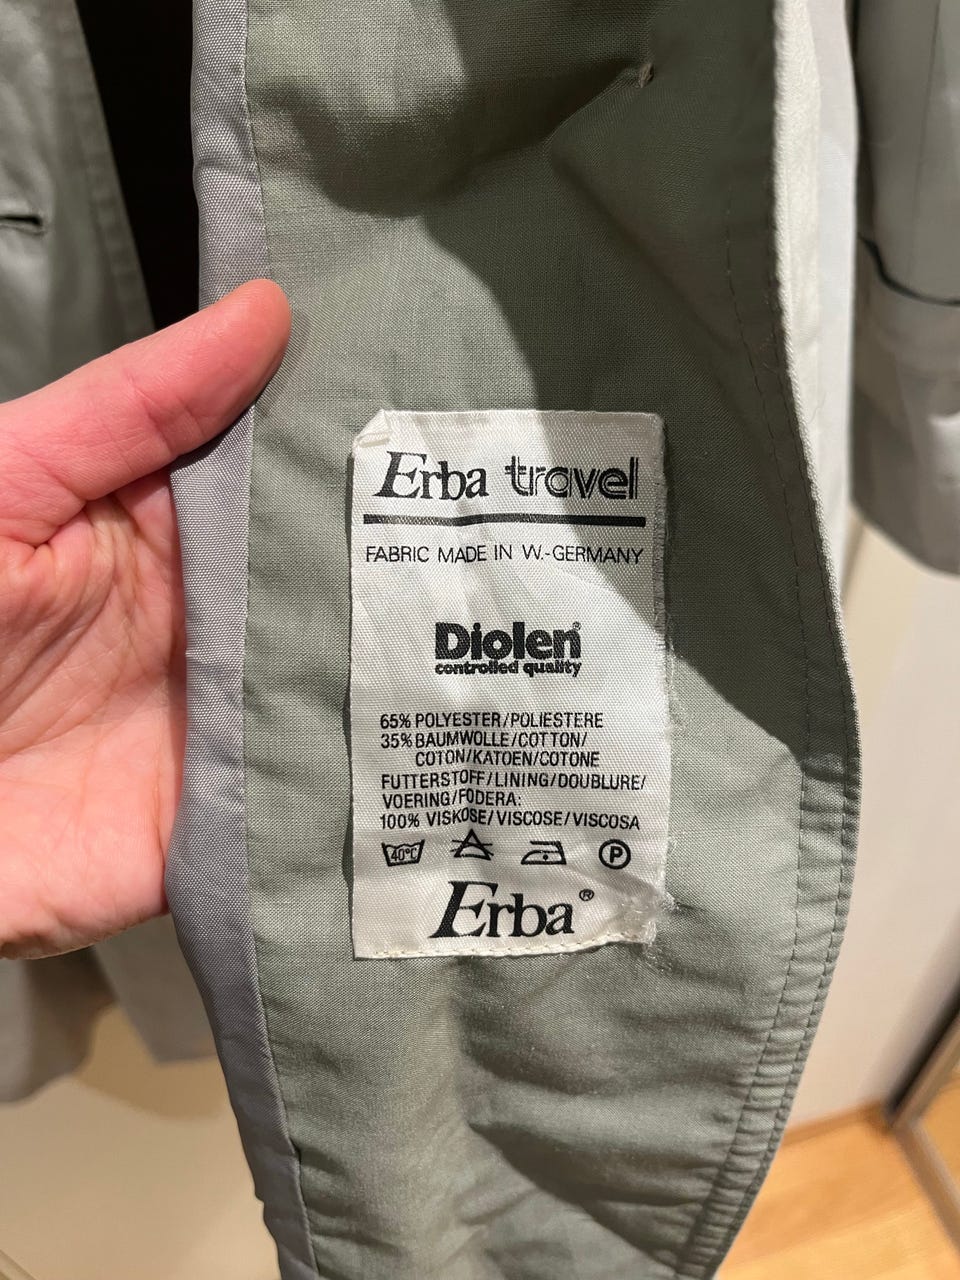 Erba travel
FABRIC MADE IN W.-GERMANY
Diolen®
controlled quality
65% POLYESTER/POLIESTERE
35% BAUMWOLLE/COTTON/
COTON/KATOEN/COTONE
FUTTERSTOFF/LINING/DOUBLURE/
VOERING/FODERA:
100% VISKOSE/VISCOSE/VISCOSA
40°C P
Erba®